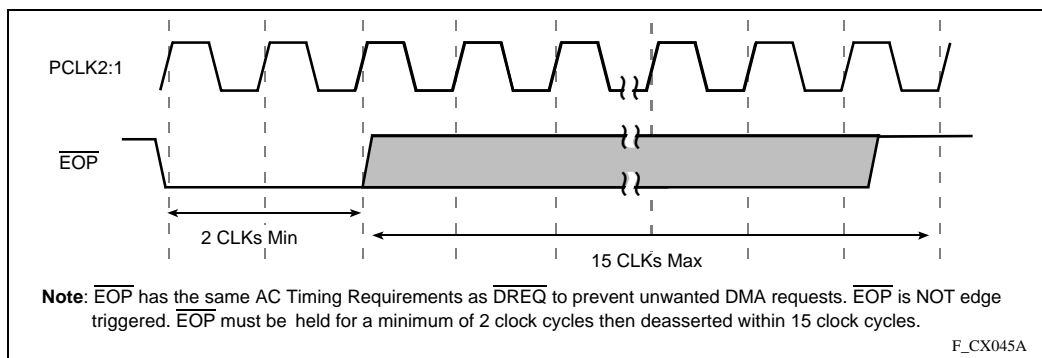 PCLK2:1
EOP
2 CLKs Min
15 CLKs Max
Note: EOP has the same AC Timing Requirements as DREQ to prevent unwanted DMA requests. EOP is NOT edge
triggered. EOP must be held for a minimum of 2 clock cycles then deasserted within 15 clock cycles.
F_CX045A